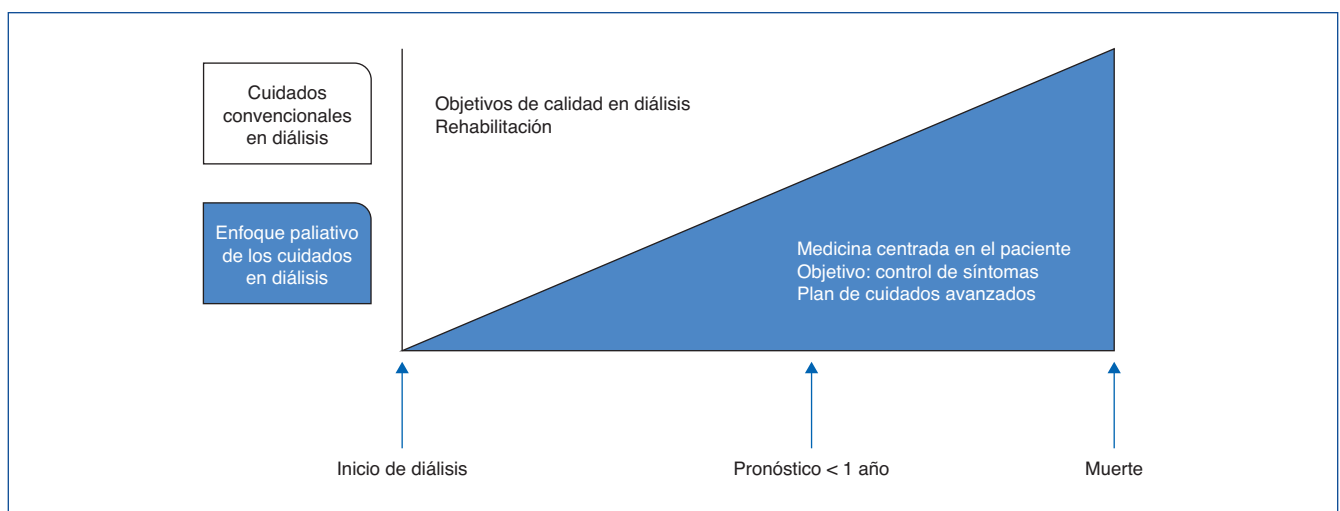 Cuidados
convencionales
en diálisis
Objetivos de calidad en diálisis
Rehabilitación
Enfoque paliativo
de los cuidados
en diálisis
Medicina centrada en el paciente
Objetivo: control de síntomas
Plan de cuidados avanzados
Inicio de diálisis
Pronóstico < 1 año
Muerte